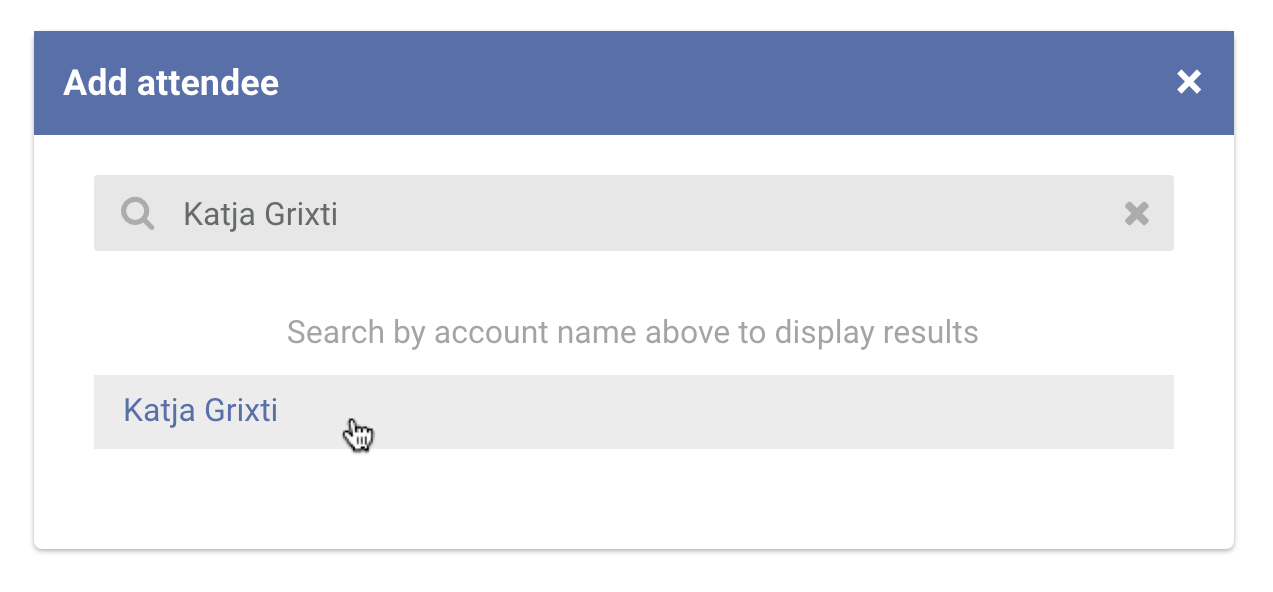 Add attendee
Katja Grixti
Search by account name above to display results
Katja Grixti